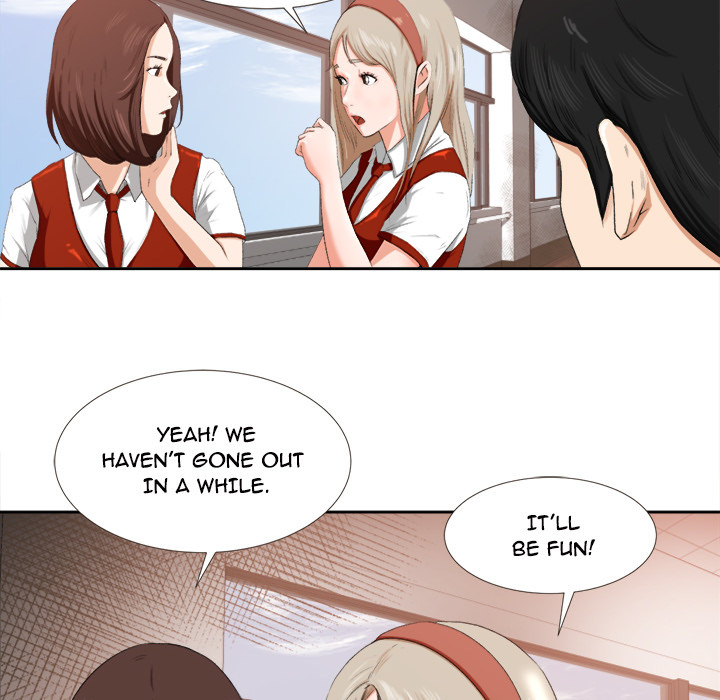 YEAH! WE
HAVEN'T GONE OUT
IN A WHILE.
IT'LL
BE FUN!